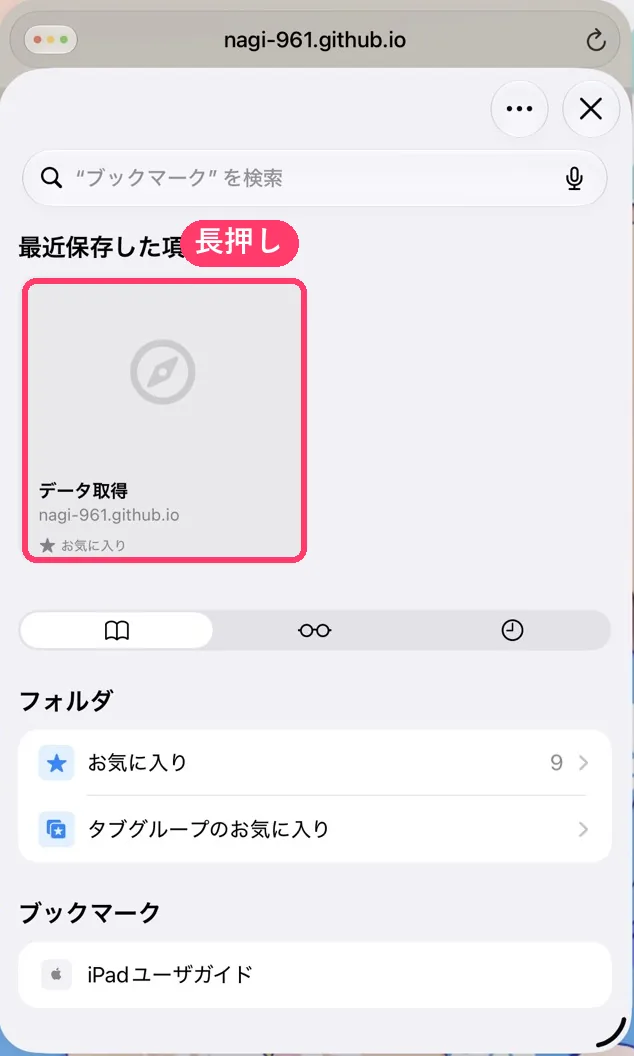 nagi-961.github.io
“ブックマーク” を検索
最近保存した項
長押し
データ取得
nagi-961.github.io
お気に入り
フォルダ
お気に入り 9
タブグループのお気に入り
ブックマーク
iPadユーザガイド